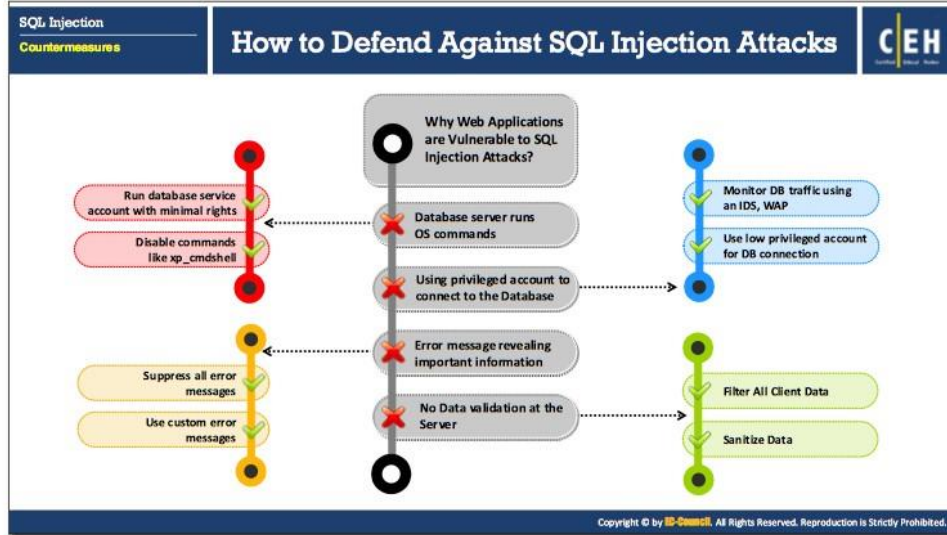 SQL Injection
Countermeasures
How to Defend Against SQL Injection Attacks
C|EH
Certified Ethical Hacker
Why Web Applications
are Vulnerable to SQL
Injection Attacks?
Run database service
account with minimal rights
Disable commands
like xp_cmdshell
Database server runs
OS commands
Using privileged account to
connect to the Database
Error message revealing
important information
No Data validation at the
Server
Monitor DB traffic using
an IDS, WAP
Use low privileged account
for DB connection
Suppress all error
messages
Use custom error
messages
Filter All Client Data
Sanitize Data
Copyright © by EC-Council. All Rights Reserved. Reproduction is Strictly Prohibited.